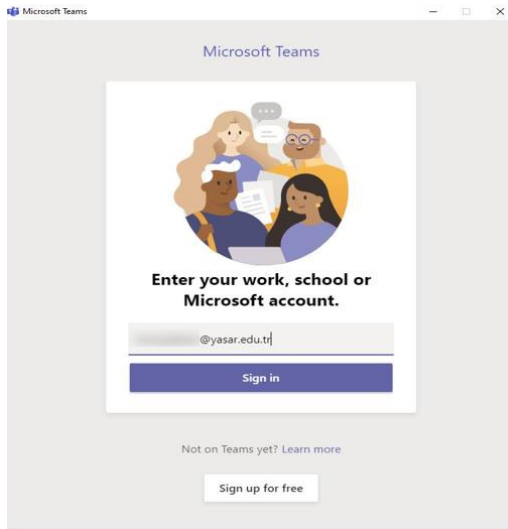 Microsoft Teams
Microsoft Teams
Enter your work, school or
Microsoft account.
@yasar.edu.tr
Sign in
Not on Teams yet? Learn more
Sign up for free